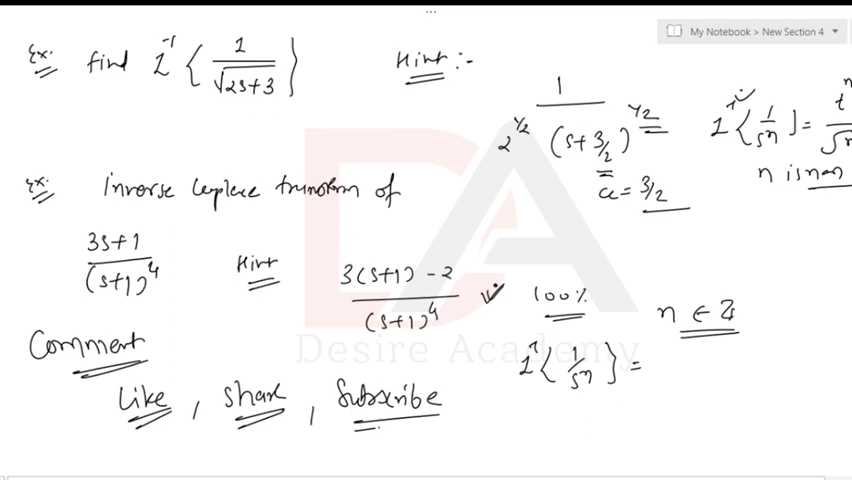 My Notebook > New Section 4
Ex. find L⁻¹ { 1/√2s+3 }
Hint :-
1 / 2^1/2 (s+3/2)^1/2
a = 3/2
L⁻¹ { 1/sⁿ } = tⁿ / √n
n is non
Ex. Inverse Laplace transform of
3s+1 / (s+1)⁴
Hint
3(s+1) - 2 / (s+1)⁴
100%
n ∈ Z
L⁻¹ { 1/sⁿ } =
Comment
Like, Share, Subscribe
Desire Academy